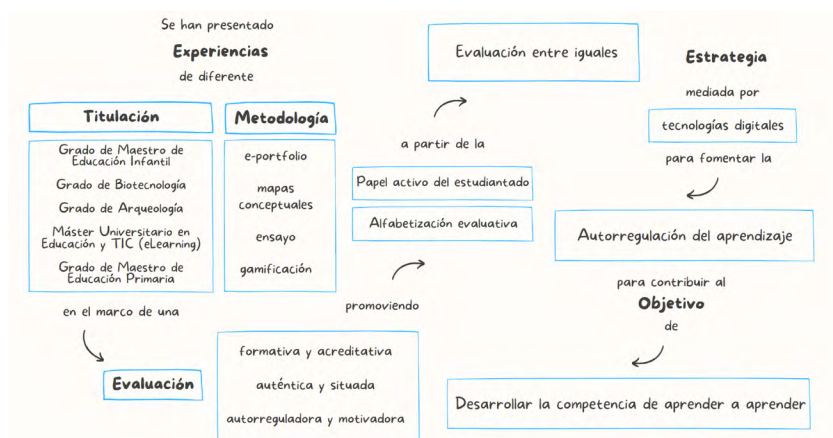 Se han presentado
Experiencias
de diferente
Titulación
Grado de Maestro de
Educación Infantil
Grado de Biotecnología
Grado de Arqueología
Máster Universitario en
Educación y TIC (eLearning)
Grado de Maestro de
Educación Primaria
Metodología
e-portfolio
mapas
conceptuales
ensayo
gamificación
en el marco de una
Evaluación
formativa y acreditativa
auténtica y situada
autorreguladora y motivadora
promoviendo
Papel activo del estudiantado
Alfabetización evaluativa
a partir de la
Evaluación entre iguales
Estrategia
mediada por
tecnologías digitales
para fomentar la
Autorregulación del aprendizaje
para contribuir al
Objetivo
de
Desarrollar la competencia de aprender a aprender